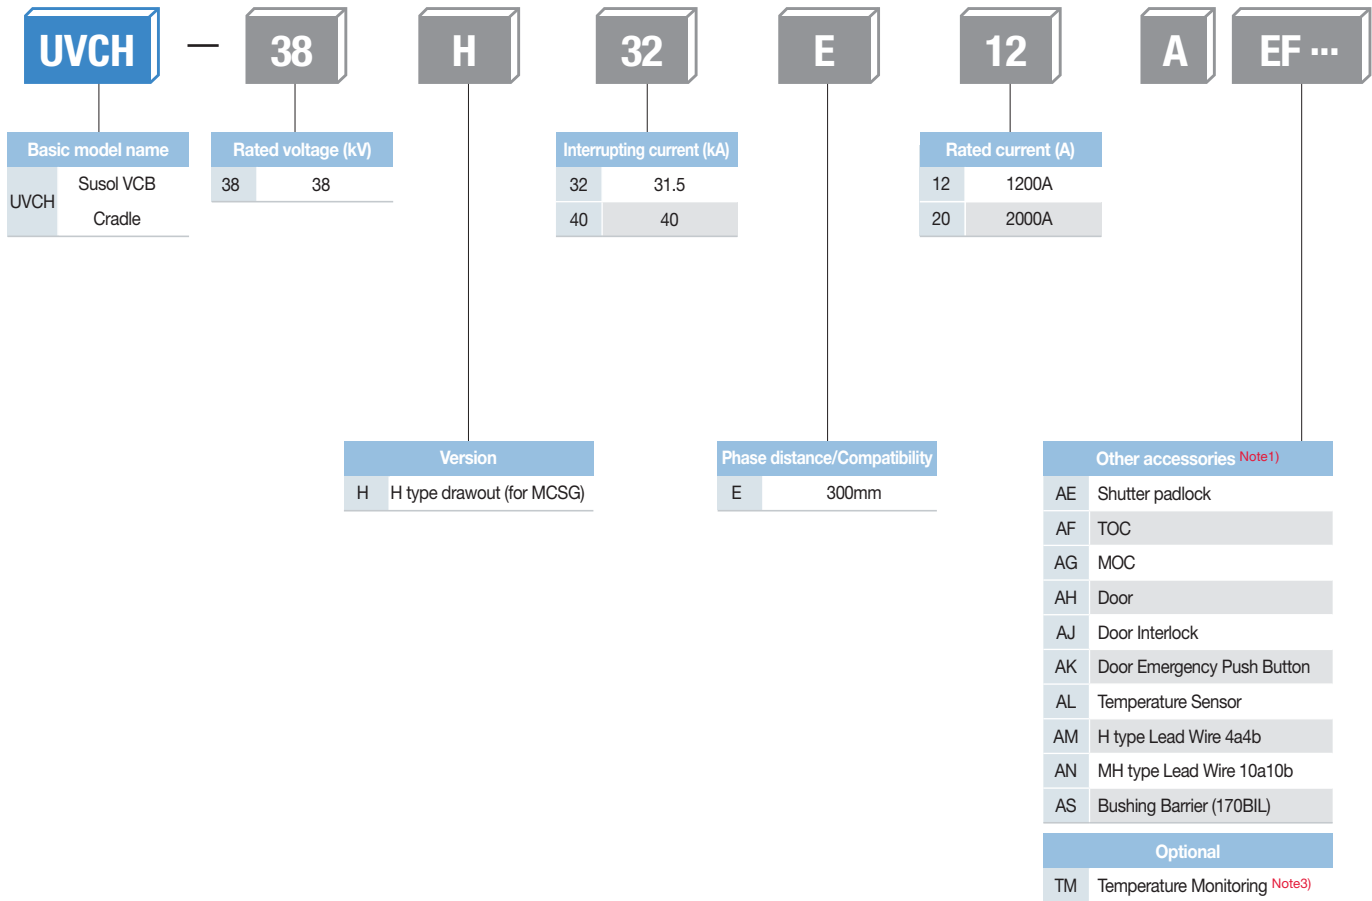 UVCH — 38 H 32 E 12 A EF ···
Basic model name
UVCH Susol VCB
Cradle
Rated voltage (kV)
38 38
Interrupting current (kA)
32 31.5
40 40
Rated current (A)
12 1200A
20 2000A
Version
H H type drawout (for MCSG)
Phase distance/Compatibility
E 300mm
Other accessories Note1)
AE Shutter padlock
AF TOC
AG MOC
AH Door
AJ Door Interlock
AK Door Emergency Push Button
AL Temperature Sensor
AM H type Lead Wire 4a4b
AN MH type Lead Wire 10a10b
AS Bushing Barrier (170BIL)
Optional
TM Temperature Monitoring Note3)